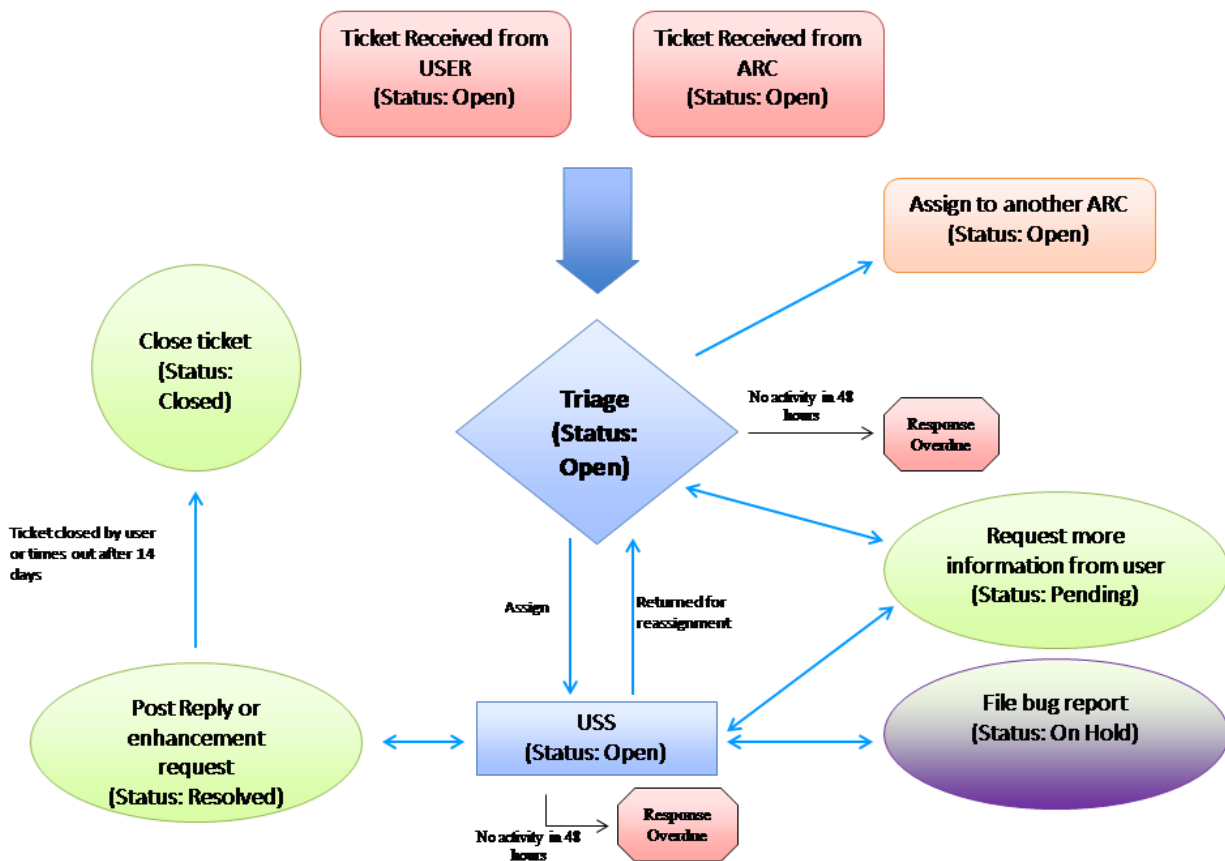 Ticket Received from
USER
(Status: Open)
Ticket Received from
ARC
(Status: Open)
Assign to another ARC
(Status: Open)
Close ticket
(Status:
Closed)
Triage
(Status:
Open)
No activity in 48
hours
Response
Overdue
Ticket closed by user
or times out after 14
days
Request more
information from user
(Status: Pending)
Assign
Returned for
reassignment
Post Reply or
enhancement
request
(Status: Resolved)
USS
(Status: Open)
File bug report
(Status: On Hold)
No activity in 48
hours
Response
Overdue